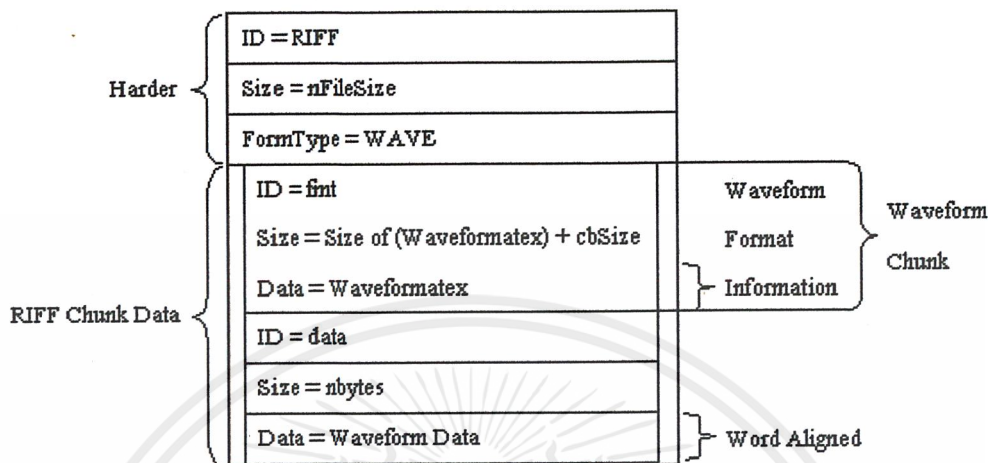 ID = RIFF
Harder
Size = nFileSize
FormType = WAVE
ID = fmt
Waveform
Waveform
Size = Size of (Waveformatex) + cbSize
Format
Chunk
Data = Waveformatex
Information
RIFF Chunk Data
ID = data
Size = nbytes
Data = Waveform Data
Word Aligned